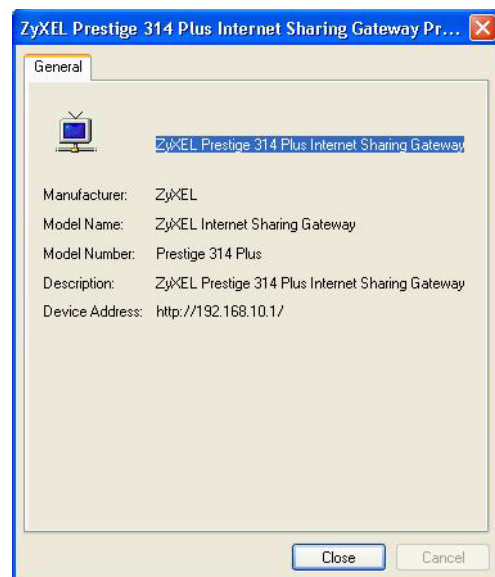 ZyXEL Prestige 314 Plus Internet Sharing Gateway Pr...
General
ZyXEL Prestige 314 Plus Internet Sharing Gateway
Manufacturer: ZyXEL
Model Name: ZyXEL Internet Sharing Gateway
Model Number: Prestige 314 Plus
Description: ZyXEL Prestige 314 Plus Internet Sharing Gateway
Device Address: http://192.168.10.1/
Close Cancel